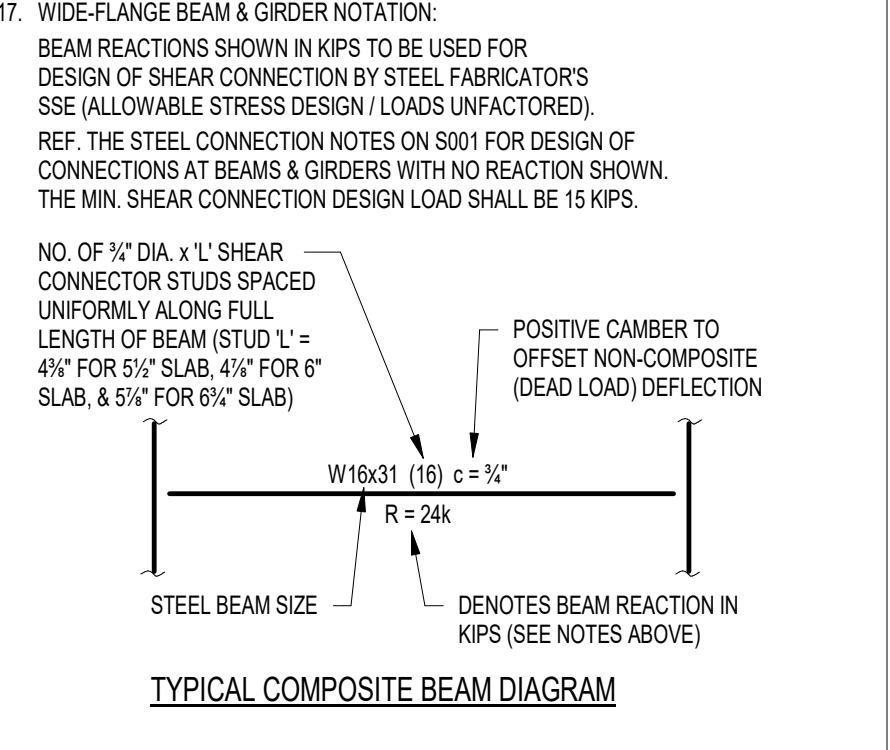 17. WIDE-FLANGE BEAM & GIRDER NOTATION:
BEAM REACTIONS SHOWN IN KIPS TO BE USED FOR
DESIGN OF SHEAR CONNECTION BY STEEL FABRICATOR'S
SSE (ALLOWABLE STRESS DESIGN / LOADS UNFACTORED).
REF. THE STEEL CONNECTION NOTES ON S001 FOR DESIGN OF
CONNECTIONS AT BEAMS & GIRDERS WITH NO REACTION SHOWN.
THE MIN. SHEAR CONNECTION DESIGN LOAD SHALL BE 15 KIPS.
NO. OF ¾" DIA. x 'L' SHEAR
CONNECTOR STUDS SPACED
UNIFORMLY ALONG FULL
LENGTH OF BEAM (STUD 'L' =
4⅜" FOR 5½" SLAB, 4⅞" FOR 6"
SLAB, & 5⅞" FOR 6¾" SLAB)
POSITIVE CAMBER TO
OFFSET NON-COMPOSITE
(DEAD LOAD) DEFLECTION
W16x31 (16) c = ¾"
R = 24k
STEEL BEAM SIZE
DENOTES BEAM REACTION IN
KIPS (SEE NOTES ABOVE)
TYPICAL COMPOSITE BEAM DIAGRAM